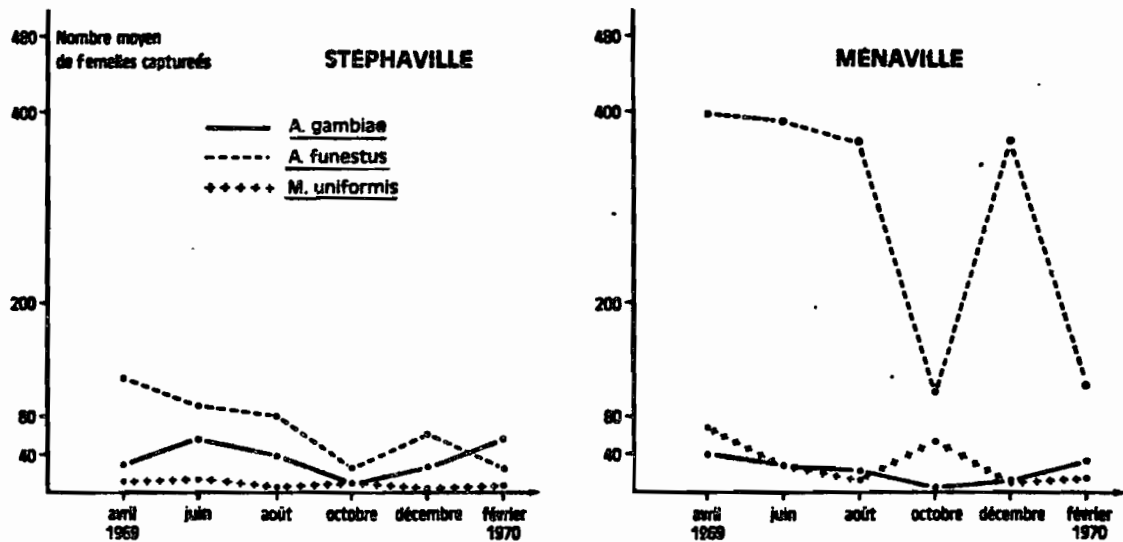 480
Nombre moyen
de femelles captureés
STEPHAVILLE
400
A. gambiae
A. funestus
M. uniformis
200
80
40
avril
1969
juin
août
octobre
décembre
février
1970
480
MENAVILLE
400
200
80
40
avril
1969
juin
août
octobre
décembre
février
1970